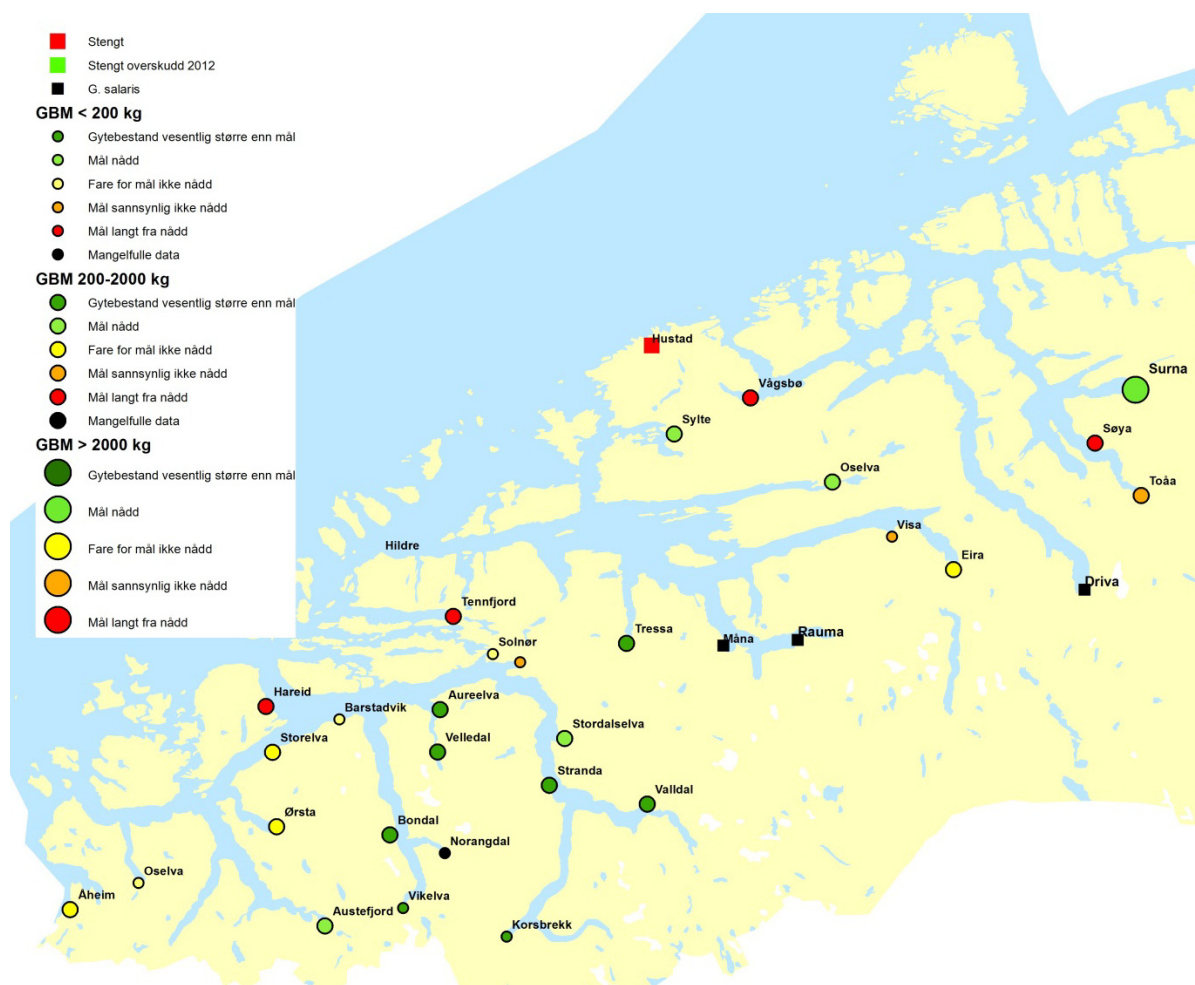 Stengt
Stengt overskudd 2012
G. salaris
GBM < 200 kg
Gytebestand vesentlig større enn mål
Mål nådd
Fare for mål ikke nådd
Mål sannsynlig ikke nådd
Mål langt fra nådd
Mangelfulle data
GBM 200-2000 kg
Gytebestand vesentlig større enn mål
Mål nådd
Fare for mål ikke nådd
Mål sannsynlig ikke nådd
Mål langt fra nådd
Mangelfulle data
GBM > 2000 kg
Gytebestand vesentlig større enn mål
Mål nådd
Fare for mål ikke nådd
Mål sannsynlig ikke nådd
Mål langt fra nådd
Hustad
Vågsbø
Surna
Sylte
Søya
Oselva
Toåa
Visa
Hildre
Eira
Driva
Tennfjord
Tressa
Måna
Rauma
Solnør
Hareid
Barstadvik
Aureelva
Stordalselva
Storelva
Velledal
Stranda
Valldal
Ørsta
Bondal
Norangdal
Oselva
Åheim
Vikelva
Austefjord
Korsbrekk